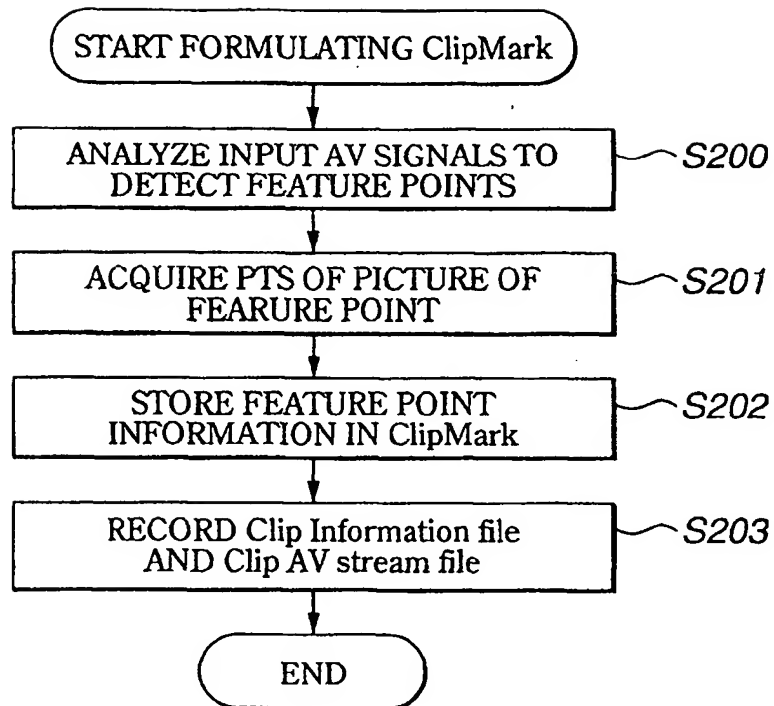 START FORMULATING ClipMark
ANALYZE INPUT AV SIGNALS TO
DETECT FEATURE POINTS
S200
ACQUIRE PTS OF PICTURE OF
FEARURE POINT
S201
STORE FEATURE POINT
INFORMATION IN ClipMark
S202
RECORD Clip Information file
AND Clip AV stream file
S203
END